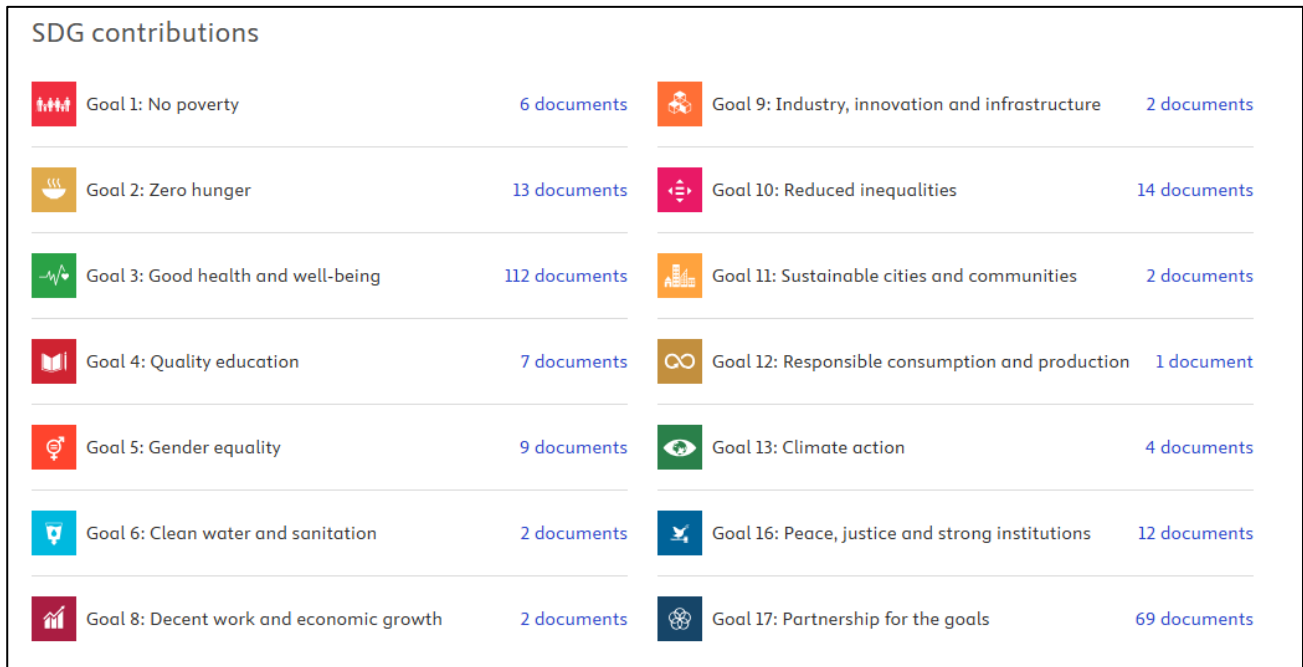 SDG contributions
Goal 1: No poverty 6 documents
Goal 2: Zero hunger 13 documents
Goal 3: Good health and well-being 112 documents
Goal 4: Quality education 7 documents
Goal 5: Gender equality 9 documents
Goal 6: Clean water and sanitation 2 documents
Goal 8: Decent work and economic growth 2 documents
Goal 9: Industry, innovation and infrastructure 2 documents
Goal 10: Reduced inequalities 14 documents
Goal 11: Sustainable cities and communities 2 documents
Goal 12: Responsible consumption and production 1 document
Goal 13: Climate action 4 documents
Goal 16: Peace, justice and strong institutions 12 documents
Goal 17: Partnership for the goals 69 documents